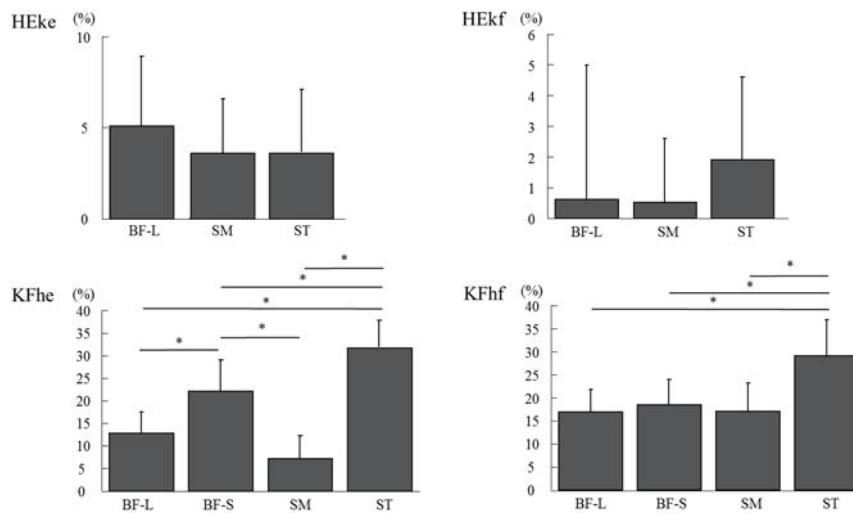 HEke (%)
10
5
0
BF-L SM ST
HEkf (%)
6
5
4
3
2
1
0
BF-L SM ST
KFhe (%)
40
35
30
25
20
15
10
5
0
* * * * *
BF-L BF-S SM ST
KFhf (%)
40
35
30
25
20
15
10
5
0
* * *
BF-L BF-S SM ST